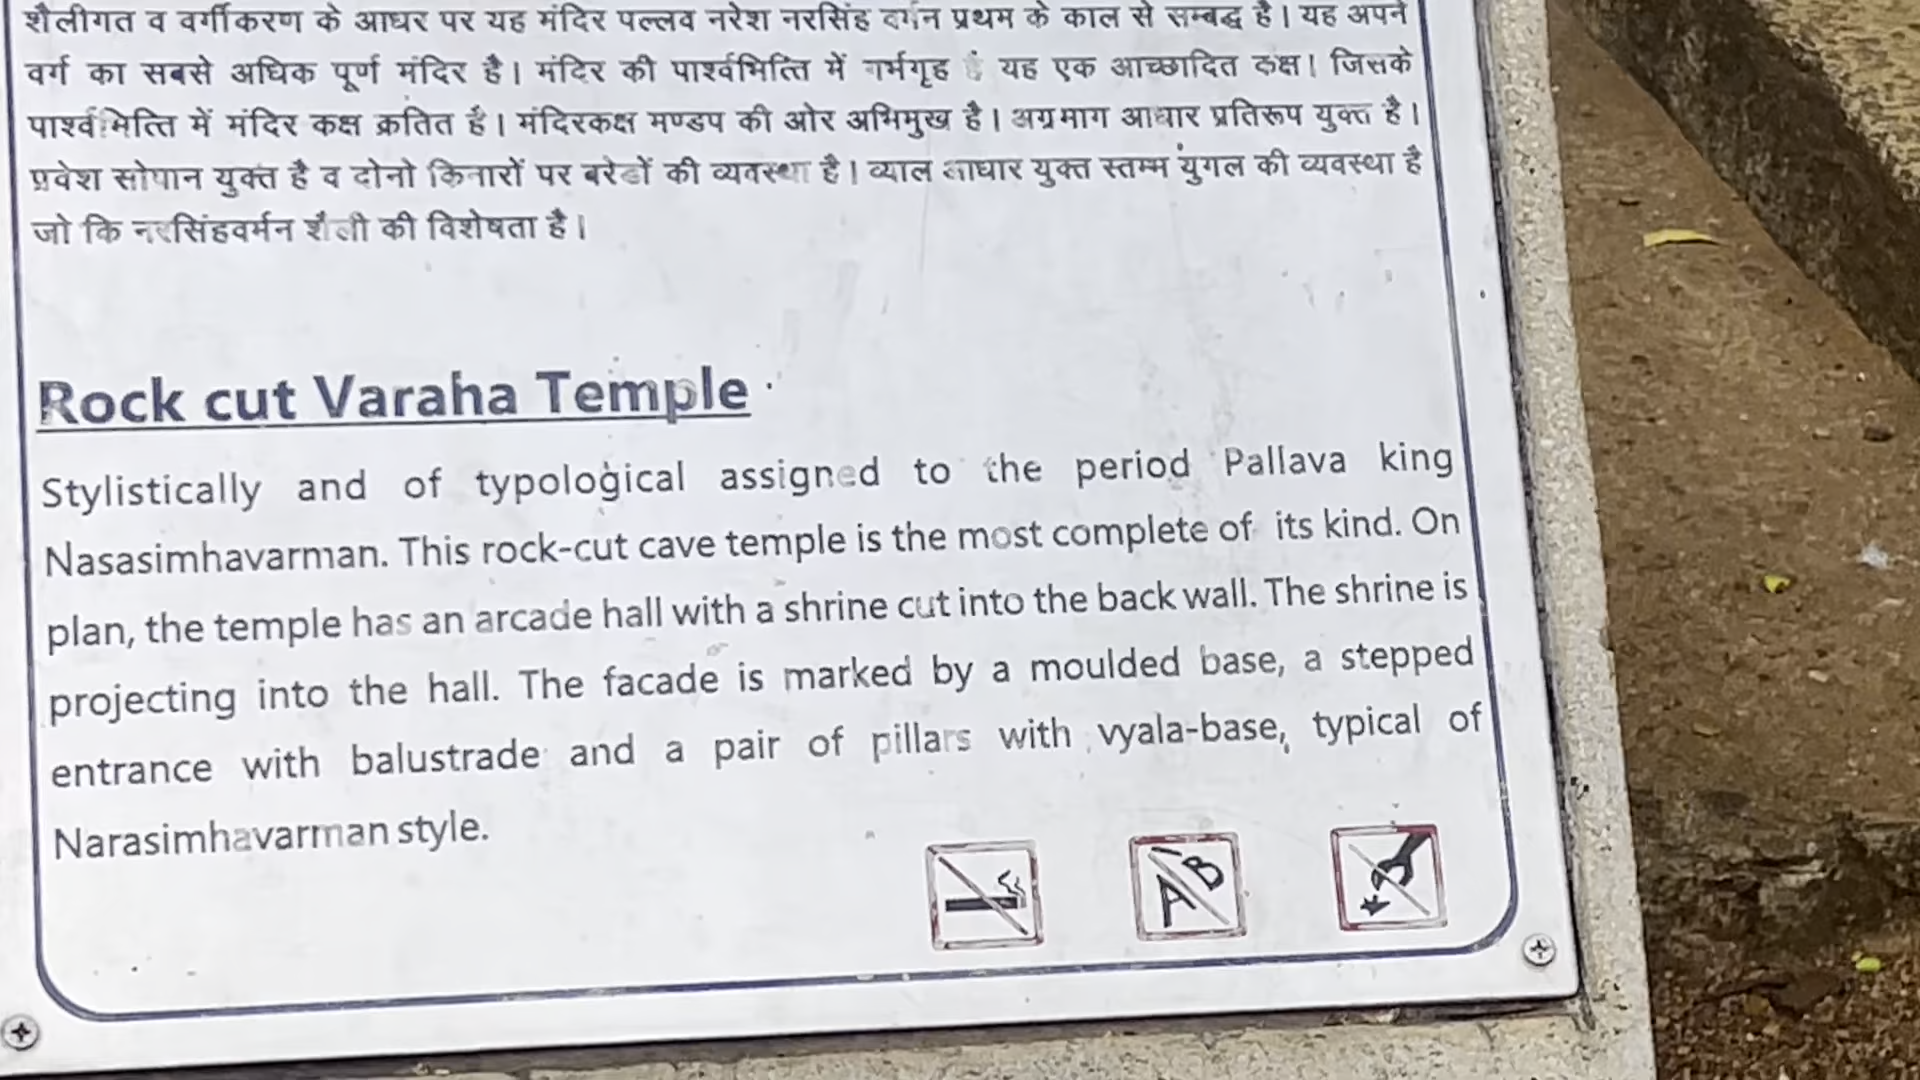 शैलीगत व वर्गीकरण के आधर पर यह मंदिर पल्लव नरेश नरसिंह वर्मन प्रथम के काल से सम्बद्ध है। यह अपने
वर्ग का सबसे अधिक पूर्ण मंदिर है। मंदिर की पार्श्वभित्ति में गर्भगृह है यह एक आच्छादित कक्ष। जिसके
पार्श्वभित्ति में मंदिर कक्ष क्रतित है। मंदिरकक्ष मण्डप की ओर अभिमुख है। अग्रभाग आधार प्रतिरूप युक्त है।
प्रवेश सोपान युक्त है व दोनो किनारों पर बरेडों की व्यवस्था है। व्याल आधार युक्त स्तम्भ युगल की व्यवस्था है
जो कि नरसिंहवर्मन शैली की विशेषता है।
Rock cut Varaha Temple
Stylistically and of typological assigned to the period Pallava king
Nasasimhavarman. This rock-cut cave temple is the most complete of its kind. On
plan, the temple has an arcade hall with a shrine cut into the back wall. The shrine is
projecting into the hall. The facade is marked by a moulded base, a stepped
entrance with balustrade and a pair of pillars with vyala-base, typical of
Narasimhavarman style.
A B